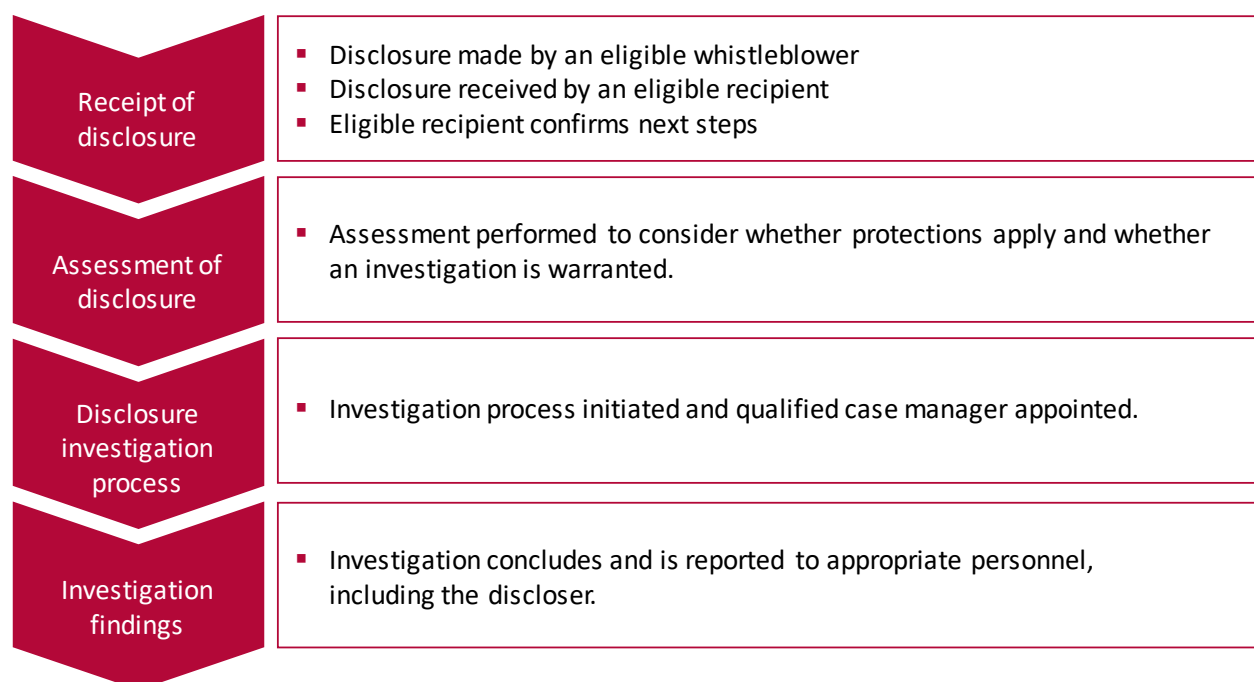 Receipt of
disclosure
▪ Disclosure made by an eligible whistleblower
▪ Disclosure received by an eligible recipient
▪ Eligible recipient confirms next steps
Assessment of
disclosure
▪ Assessment performed to consider whether protections apply and whether
an investigation is warranted.
Disclosure
investigation
process
▪ Investigation process initiated and qualified case manager appointed.
Investigation
findings
▪ Investigation concludes and is reported to appropriate personnel,
including the discloser.